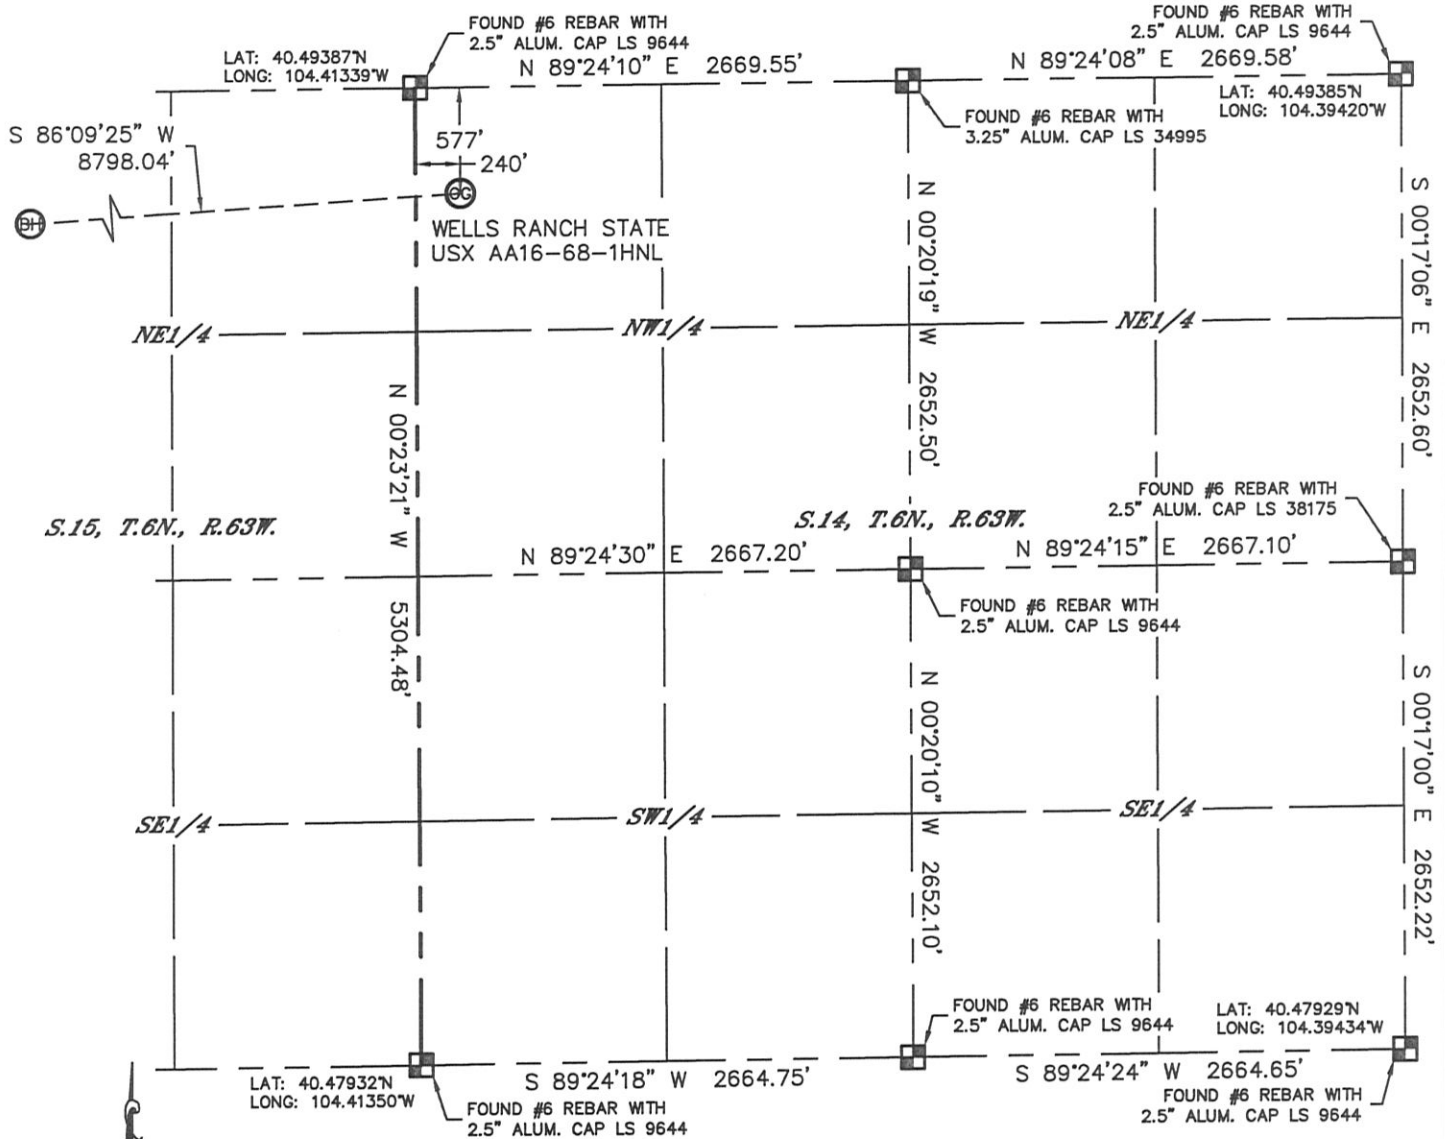 FOUND #6 REBAR WITH
2.5" ALUM. CAP LS 9644
FOUND #6 REBAR WITH
2.5" ALUM. CAP LS 9644
LAT: 40.49387°N
LONG: 104.41339°W
N 89°24'10" E 2669.55'
N 89°24'08" E 2669.58'
LAT: 40.49385°N
LONG: 104.39420°W
S 86°09'25" W
8798.04'
577'
240'
FOUND #6 REBAR WITH
3.25" ALUM. CAP LS 34995
BH
WELLS RANCH STATE
USX AA16-68-1HNL
N 00°20'19" W 2652.50'
S 00°17'06" E 2652.60'
NE1/4
NW1/4
NE1/4
N 00°23'21" W 5304.48'
FOUND #6 REBAR WITH
2.5" ALUM. CAP LS 38175
S.15, T.6N., R.63W.
S.14, T.6N., R.63W.
N 89°24'30" E 2667.20'
N 89°24'15" E 2667.10'
FOUND #6 REBAR WITH
2.5" ALUM. CAP LS 9644
N 00°20'10" W 2652.10'
S 00°17'00" E 2652.22'
SE1/4
SW1/4
SE1/4
FOUND #6 REBAR WITH
2.5" ALUM. CAP LS 9644
LAT: 40.47929°N
LONG: 104.39434°W
LAT: 40.47932°N
LONG: 104.41350°W
S 89°24'18" W 2664.75'
S 89°24'24" W 2664.65'
FOUND #6 REBAR WITH
2.5" ALUM. CAP LS 9644
FOUND #6 REBAR WITH
2.5" ALUM. CAP LS 9644